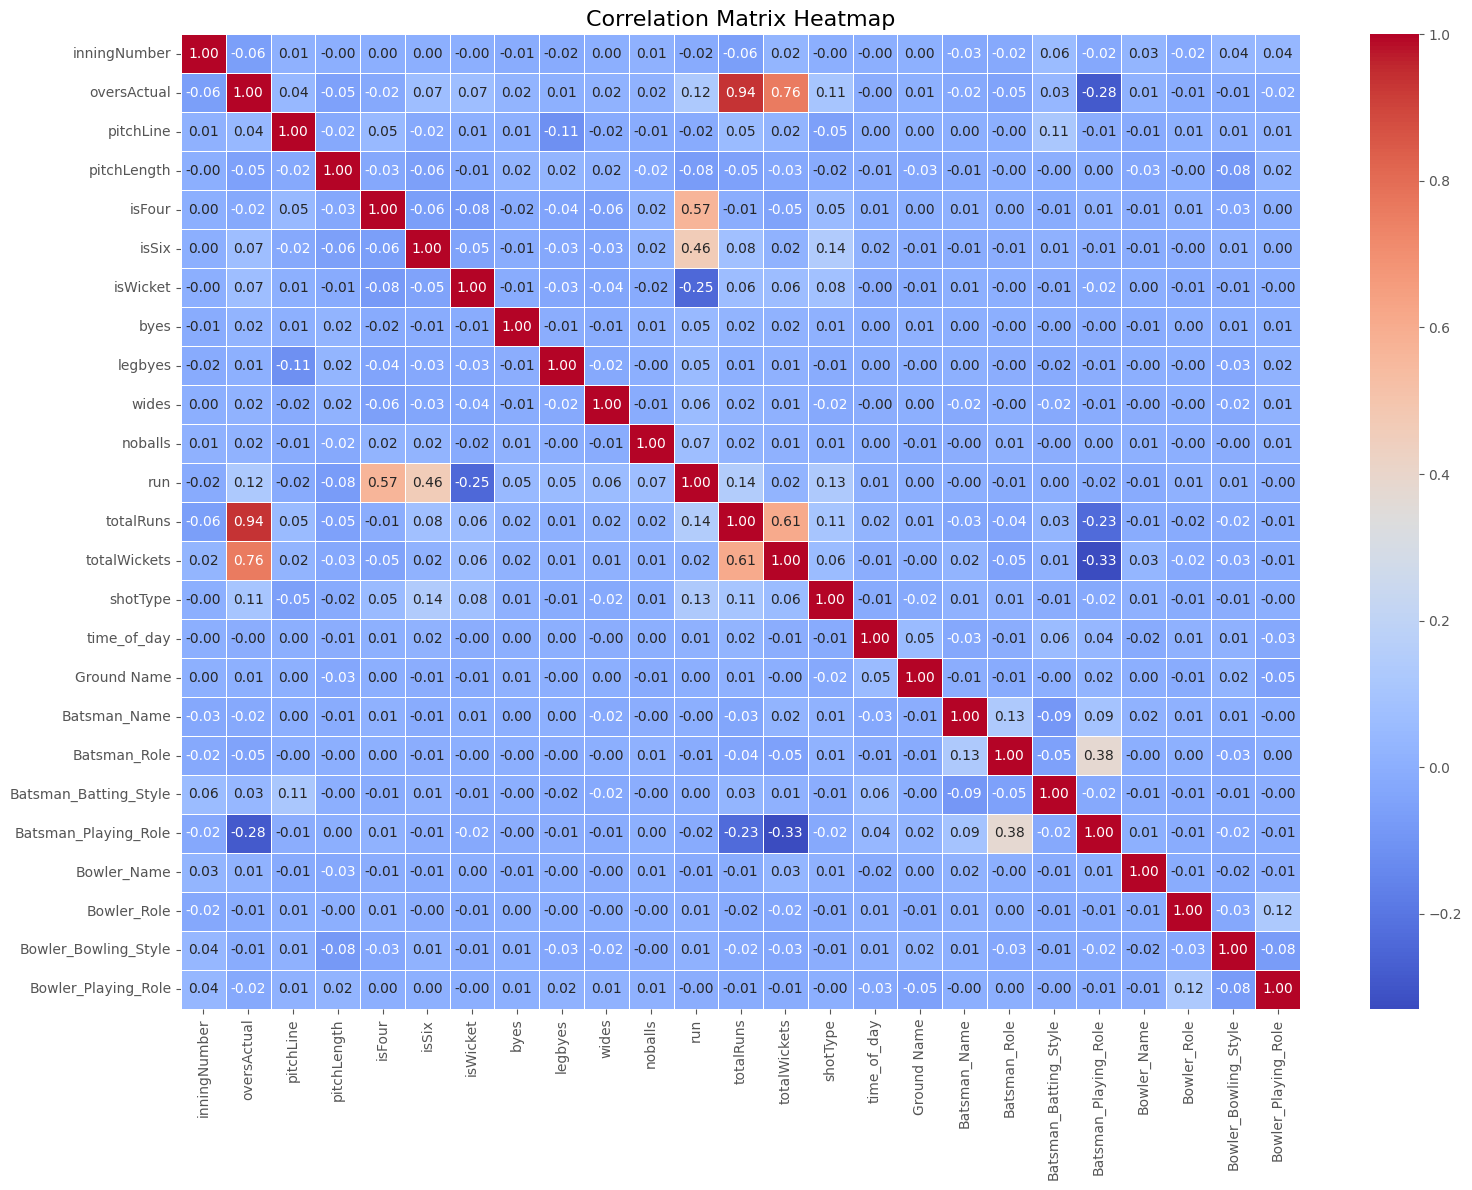 Correlation Matrix Heatmap
inningNumber 1.00 -0.06 0.01 -0.00 0.00 0.00 -0.00 -0.01 -0.02 0.00 0.01 -0.02 -0.06 0.02 -0.00 -0.00 0.00 -0.03 -0.02 0.06 -0.02 0.03 -0.02 0.04 0.04
oversActual -0.06 1.00 0.04 -0.05 -0.02 0.07 0.07 0.02 0.01 0.02 0.02 0.12 0.94 0.76 0.11 -0.00 0.01 -0.02 -0.05 0.03 -0.28 0.01 -0.01 -0.01 -0.02
pitchLine 0.01 0.04 1.00 -0.02 0.05 -0.02 0.01 0.01 -0.11 -0.02 -0.01 -0.02 0.05 0.02 -0.05 0.00 0.00 0.00 -0.00 0.11 -0.01 -0.01 0.01 0.01 0.01
pitchLength -0.00 -0.05 -0.02 1.00 -0.03 -0.06 -0.01 0.02 0.02 0.02 -0.02 -0.08 -0.05 -0.03 -0.02 -0.01 -0.03 -0.01 -0.00 -0.00 0.00 -0.03 -0.00 -0.08 0.02
isFour 0.00 -0.02 0.05 -0.03 1.00 -0.06 -0.08 -0.02 -0.04 -0.06 0.02 0.57 -0.01 -0.05 0.05 0.01 0.00 0.01 0.00 -0.01 0.01 -0.01 0.01 -0.03 0.00
isSix 0.00 0.07 -0.02 -0.06 -0.06 1.00 -0.05 -0.01 -0.03 -0.03 0.02 0.46 0.08 0.02 0.14 0.02 -0.01 -0.01 -0.01 0.01 -0.01 -0.01 -0.00 0.01 0.00
isWicket -0.00 0.07 0.01 -0.01 -0.08 -0.05 1.00 -0.01 -0.03 -0.04 -0.02 -0.25 0.06 0.06 0.08 -0.00 -0.01 0.01 -0.00 -0.01 -0.02 0.00 -0.01 -0.01 -0.00
byes -0.01 0.02 0.01 0.02 -0.02 -0.01 -0.01 1.00 -0.01 -0.01 0.01 0.05 0.02 0.02 0.01 0.00 0.01 0.00 -0.00 -0.00 -0.00 -0.01 0.00 0.01 0.01
legbyes -0.02 0.01 -0.11 0.02 -0.04 -0.03 -0.03 -0.01 1.00 -0.02 -0.00 0.05 0.01 0.01 -0.01 0.00 -0.00 0.00 -0.00 -0.02 -0.01 -0.00 -0.00 -0.03 0.02
wides 0.00 0.02 -0.02 0.02 -0.06 -0.03 -0.04 -0.01 -0.02 1.00 -0.01 0.06 0.02 0.01 -0.02 -0.00 0.00 -0.02 -0.00 -0.02 -0.01 -0.00 -0.00 -0.02 0.01
noballs 0.01 0.02 -0.01 -0.02 0.02 0.02 -0.02 0.01 -0.00 -0.01 1.00 0.07 0.02 0.01 0.01 0.00 -0.01 -0.00 0.01 -0.00 0.00 0.01 -0.00 -0.00 0.01
run -0.02 0.12 -0.02 -0.08 0.57 0.46 -0.25 0.05 0.05 0.06 0.07 1.00 0.14 0.02 0.13 0.01 0.00 -0.00 -0.01 0.00 -0.02 -0.01 0.01 0.01 -0.00
totalRuns -0.06 0.94 0.05 -0.05 -0.01 0.08 0.06 0.02 0.01 0.02 0.02 0.14 1.00 0.61 0.11 0.02 0.01 -0.03 -0.04 0.03 -0.23 -0.01 -0.02 -0.02 -0.01
totalWickets 0.02 0.76 0.02 -0.03 -0.05 0.02 0.06 0.02 0.01 0.01 0.01 0.02 0.61 1.00 0.06 -0.01 -0.00 0.02 -0.05 0.01 -0.33 0.03 -0.02 -0.03 -0.01
shotType -0.00 0.11 -0.05 -0.02 0.05 0.14 0.08 0.01 -0.01 -0.02 0.01 0.13 0.11 0.06 1.00 -0.01 -0.02 0.01 0.01 -0.01 -0.02 0.01 -0.01 -0.01 -0.00
time_of_day -0.00 -0.00 0.00 -0.01 0.01 0.02 -0.00 0.00 0.00 -0.00 0.00 0.01 0.02 -0.01 -0.01 1.00 0.05 -0.03 -0.01 0.06 0.04 -0.02 0.01 0.01 -0.03
Ground Name 0.00 0.01 0.00 -0.03 0.00 -0.01 -0.01 0.01 -0.00 0.00 -0.01 0.00 0.01 -0.00 -0.02 0.05 1.00 -0.01 -0.01 -0.00 0.02 0.00 -0.01 0.02 -0.05
Batsman_Name -0.03 -0.02 0.00 -0.01 0.01 -0.01 0.01 0.00 0.00 -0.02 -0.00 -0.00 -0.03 0.02 0.01 -0.03 -0.01 1.00 0.13 -0.09 0.09 0.02 0.01 0.01 -0.00
Batsman_Role -0.02 -0.05 -0.00 -0.00 0.00 -0.01 -0.00 -0.00 -0.00 -0.00 0.01 -0.01 -0.04 -0.05 0.01 -0.01 -0.01 0.13 1.00 -0.05 0.38 -0.00 0.00 -0.03 0.00
Batsman_Batting_Style 0.06 0.03 0.11 -0.00 -0.01 0.01 -0.01 -0.00 -0.02 -0.02 -0.00 0.00 0.03 0.01 -0.01 0.06 -0.00 -0.09 -0.05 1.00 -0.02 -0.01 -0.01 -0.01 -0.00
Batsman_Playing_Role -0.02 -0.28 -0.01 0.00 0.01 -0.01 -0.02 -0.00 -0.01 -0.01 0.00 -0.02 -0.23 -0.33 -0.02 0.04 0.02 0.09 0.38 -0.02 1.00 0.01 -0.01 -0.02 -0.01
Bowler_Name 0.03 0.01 -0.01 -0.03 -0.01 -0.01 0.00 -0.01 -0.00 -0.00 0.01 -0.01 -0.01 0.03 0.01 -0.02 0.00 0.02 -0.00 -0.01 0.01 1.00 -0.01 -0.02 -0.01
Bowler_Role -0.02 -0.01 0.01 -0.00 0.01 -0.00 -0.01 0.00 -0.00 -0.00 -0.00 0.01 -0.02 -0.02 -0.01 0.01 -0.01 0.01 0.00 -0.01 -0.01 -0.01 1.00 -0.03 0.12
Bowler_Bowling_Style 0.04 -0.01 0.01 -0.08 -0.03 0.01 -0.01 0.01 -0.03 -0.02 -0.00 0.01 -0.02 -0.03 -0.01 0.01 0.02 0.01 -0.03 -0.01 -0.02 -0.02 -0.03 1.00 -0.08
Bowler_Playing_Role 0.04 -0.02 0.01 0.02 0.00 0.00 -0.00 0.01 0.02 0.01 0.01 -0.00 -0.01 -0.01 -0.00 -0.03 -0.05 -0.00 0.00 -0.00 -0.01 -0.01 0.12 -0.08 1.00
inningNumber
oversActual
pitchLine
pitchLength
isFour
isSix
isWicket
byes
legbyes
wides
noballs
run
totalRuns
totalWickets
shotType
time_of_day
Ground Name
Batsman_Name
Batsman_Role
Batsman_Batting_Style
Batsman_Playing_Role
Bowler_Name
Bowler_Role
Bowler_Bowling_Style
Bowler_Playing_Role
1.0
0.8
0.6
0.4
0.2
0.0
−0.2